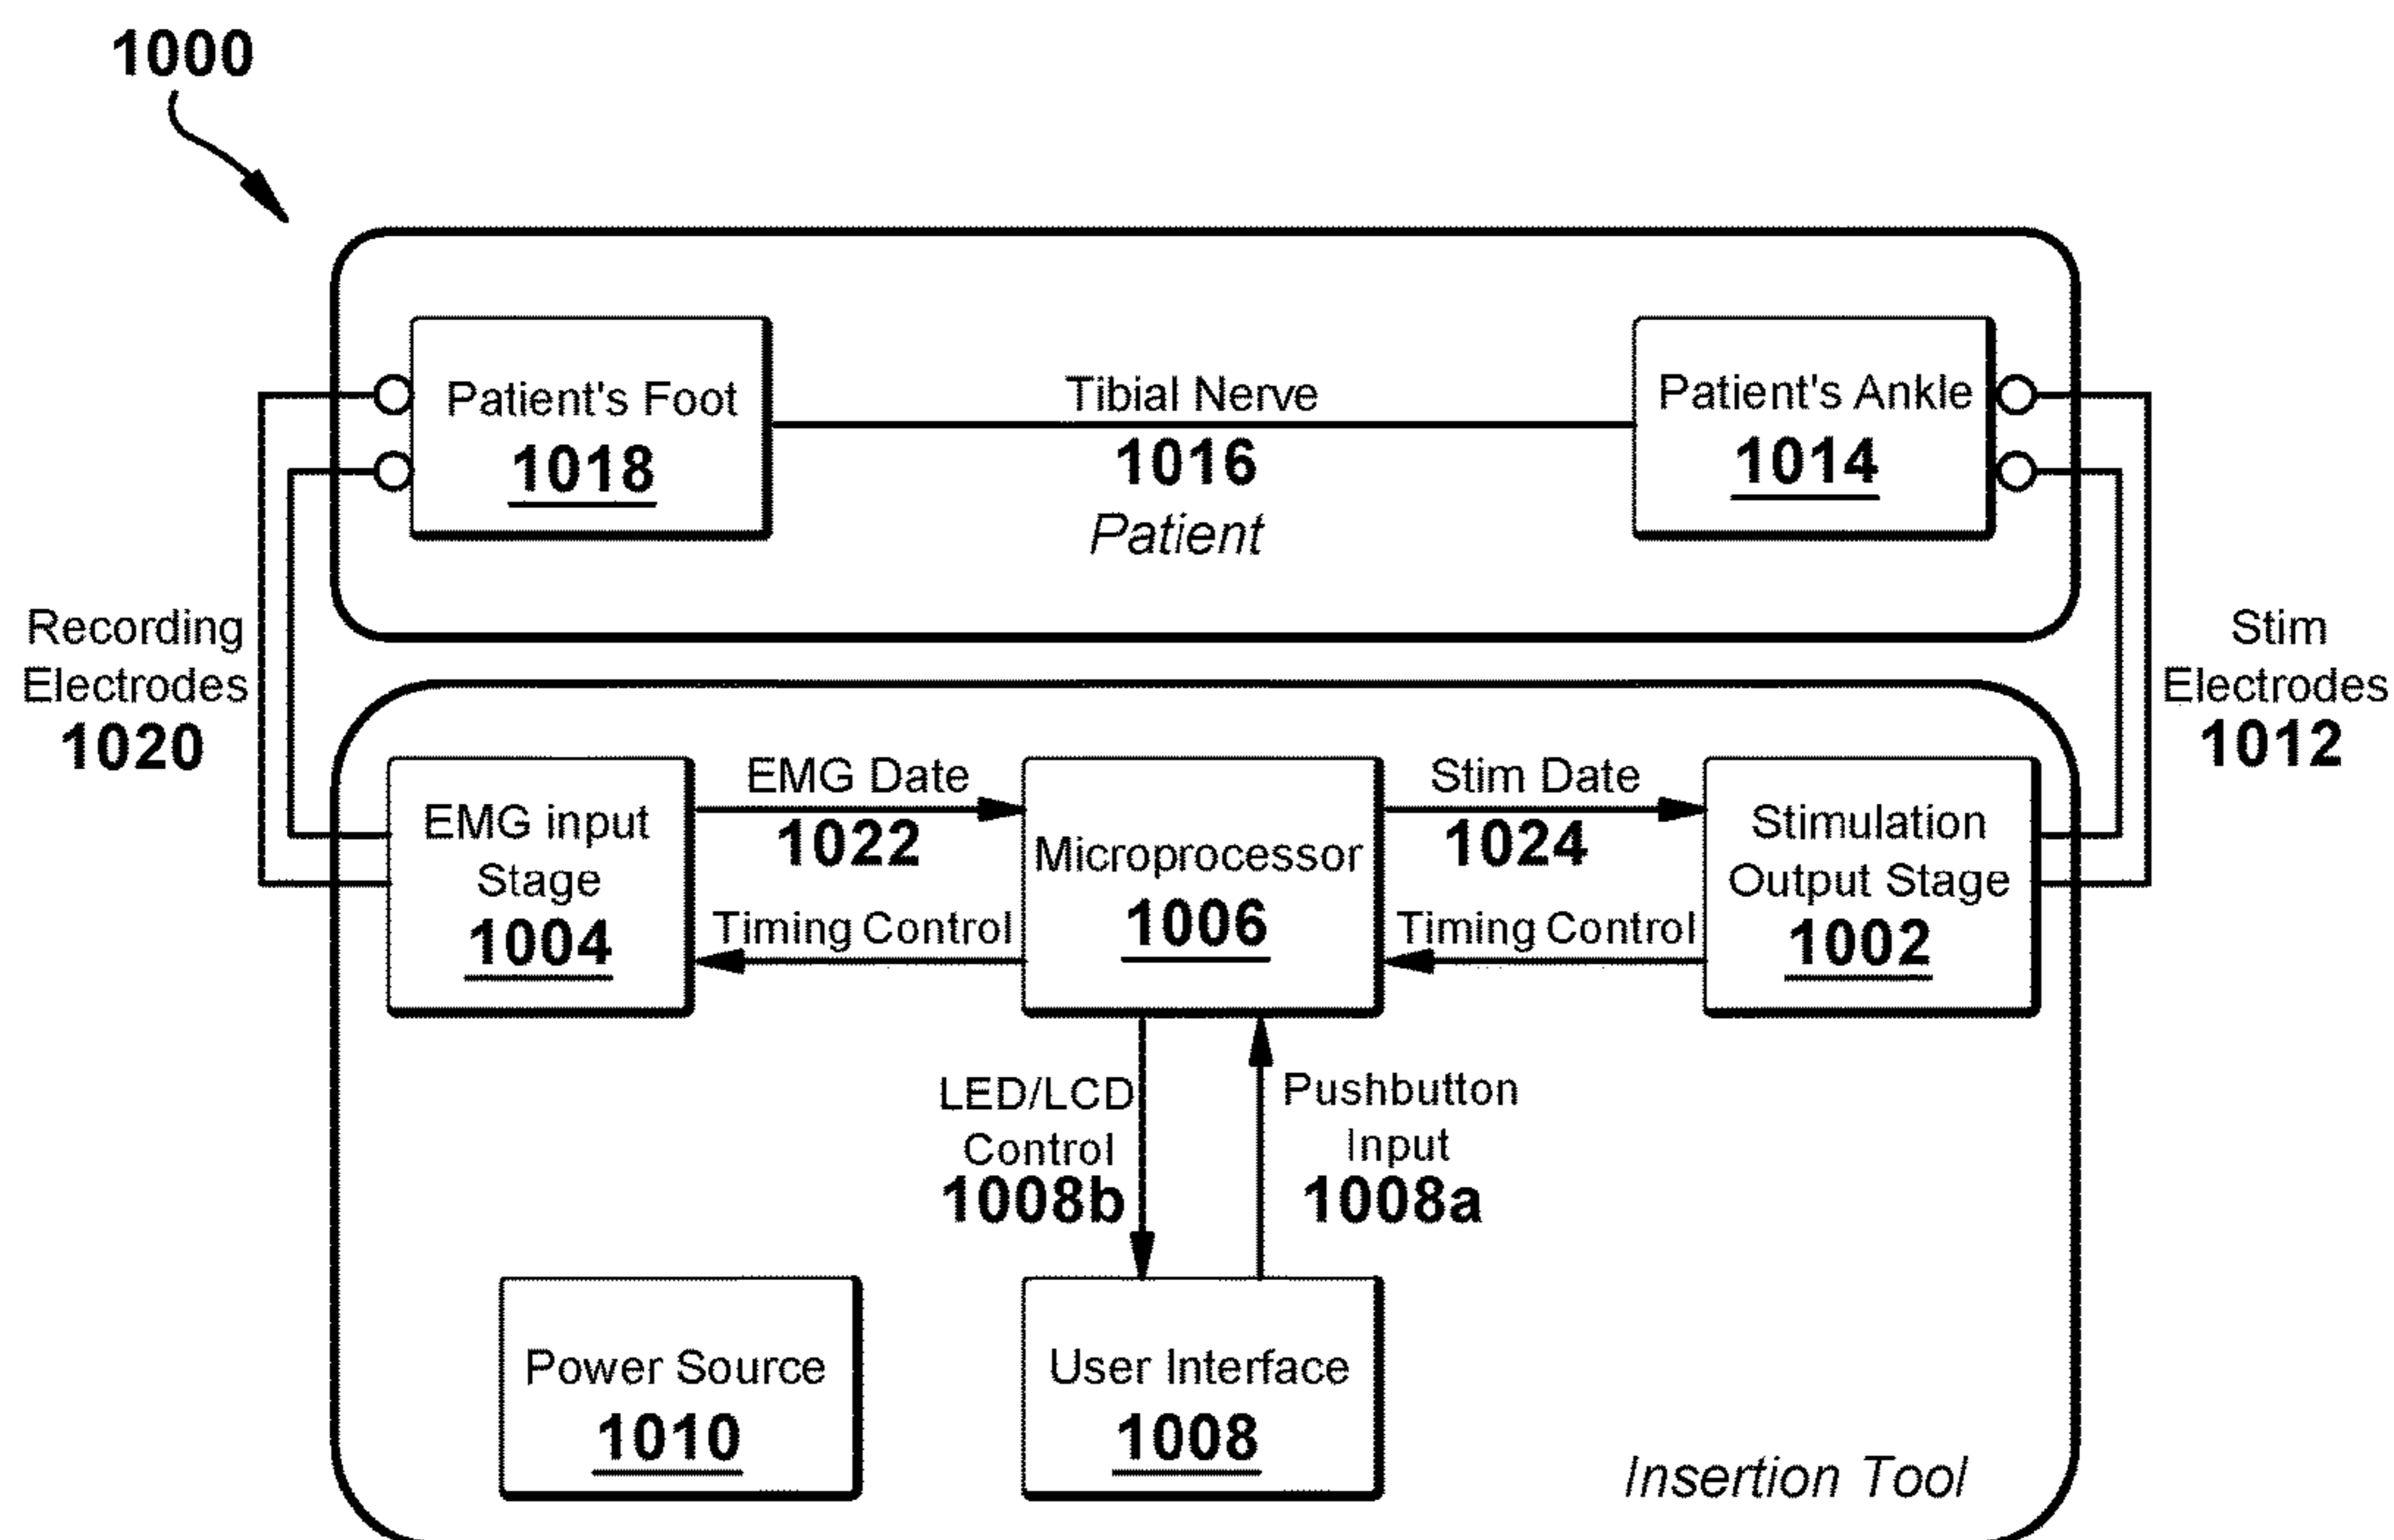 1000
Patient's Foot
1018
Tibial Nerve
1016
Patient
Patient's Ankle
1014
Recording
Electrodes
1020
Stim
Electrodes
1012
EMG input
Stage
1004
EMG Date
1022
Timing Control
Microprocessor
1006
Stim Date
1024
Timing Control
Stimulation
Output Stage
1002
LED/LCD
Control
1008b
Pushbutton
Input
1008a
Power Source
1010
User Interface
1008
Insertion Tool